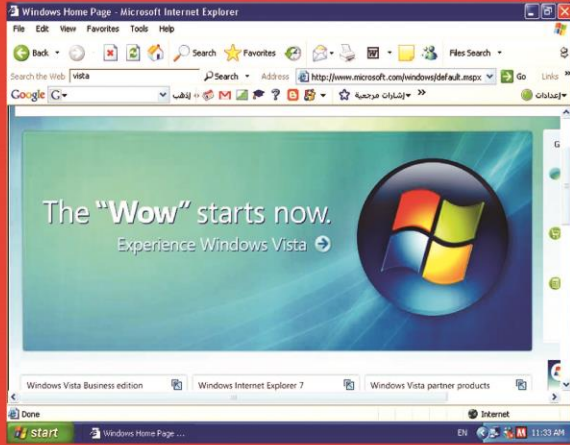 Windows Home Page - Microsoft Internet Explorer
File Edit View Favorites Tools Help
Back Search Favorites W Files Search
Search the Web vista Search Address http://www.microsoft.com/windows/default.mspx Go Links »
Google G إذهب ? B إشارات مرجعية » إعدادات
G
The "Wow" starts now.
Experience Windows Vista
Windows Vista Business edition Windows Internet Explorer 7 Windows Vista partner products
Done Internet
start Windows Home Page ... EN 11:33 AM